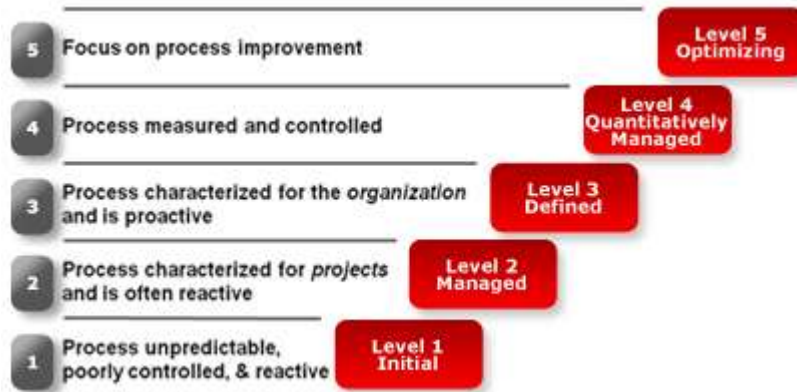 5
Focus on process improvement
Level 5
Optimizing
4
Process measured and controlled
Level 4
Quantitatively
Managed
3
Process characterized for the organization
and is proactive
Level 3
Defined
2
Process characterized for projects
and is often reactive
Level 2
Managed
1
Process unpredictable,
poorly controlled, & reactive
Level 1
Initial